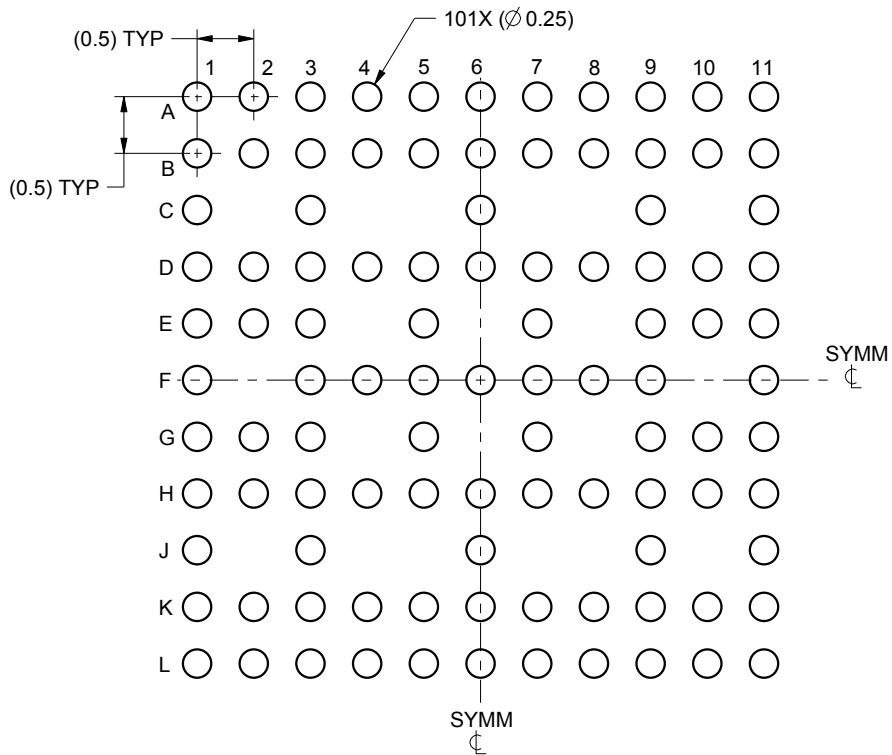 101X (∅ 0.25)
(0.5) TYP
1 2 3 4 5 6 7 8 9 10 11
A
B
(0.5) TYP
C
D
E
SYMM
F
℄
G
H
J
K
L
SYMM
℄